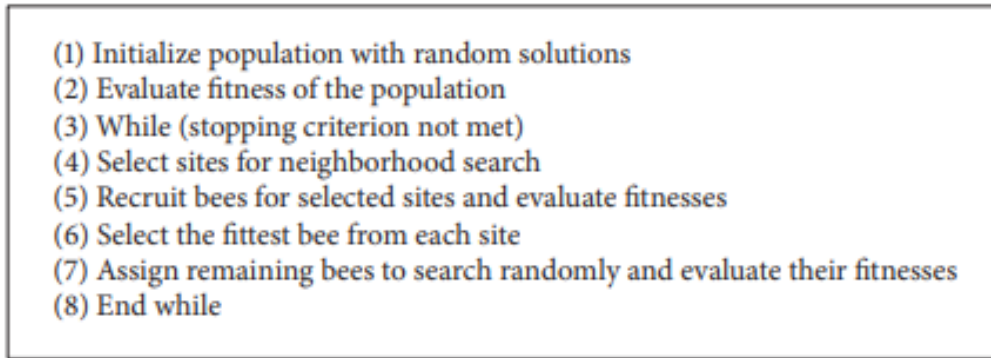 (1) Initialize population with random solutions
(2) Evaluate fitness of the population
(3) While (stopping criterion not met)
(4) Select sites for neighborhood search
(5) Recruit bees for selected sites and evaluate fitnesses
(6) Select the fittest bee from each site
(7) Assign remaining bees to search randomly and evaluate their fitnesses
(8) End while